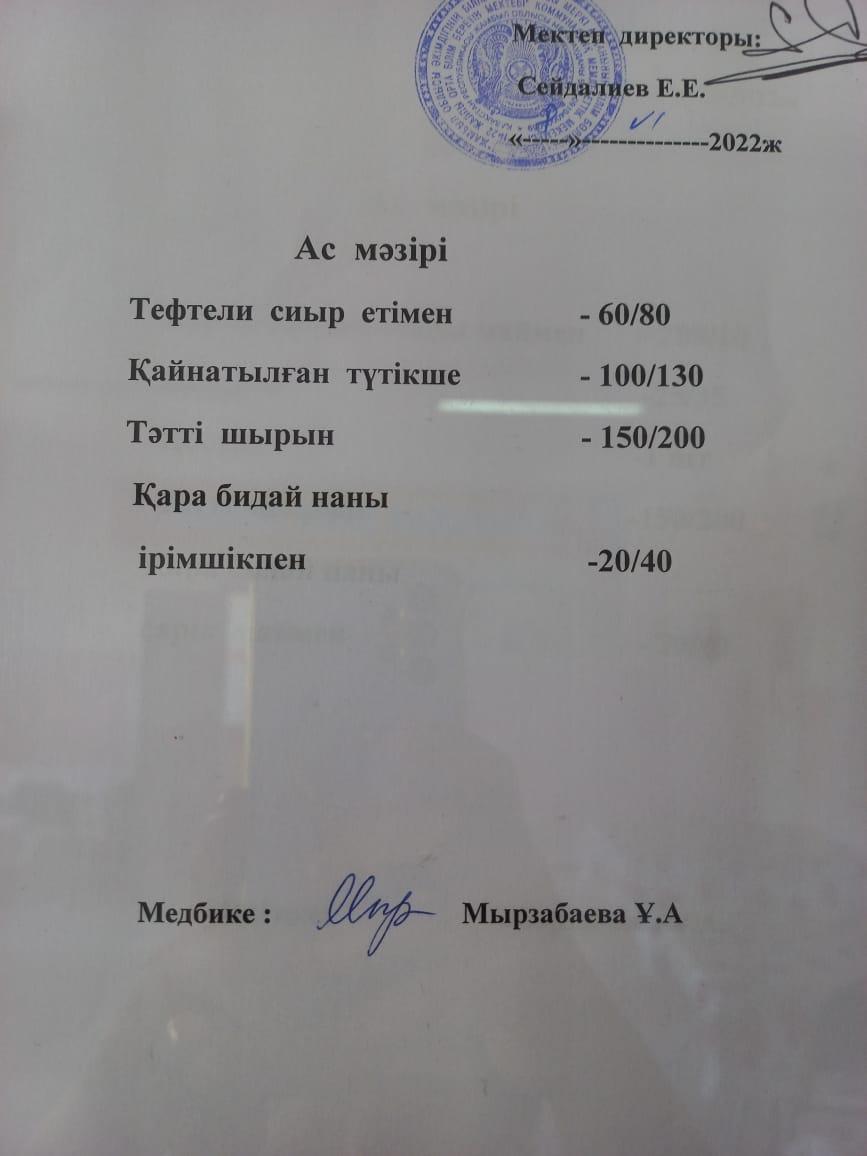 Мектеп директоры:
Сейдалиев Е.Е.
«-----»---------------2022ж
Ас мәзірі
Тефтели сиыр етімен - 60/80
Қайнатылған түтікше - 100/130
Тәтті шырын - 150/200
Қара бидай наны
ірімшікпен -20/40
Медбике : Мырзабаева Ұ.А